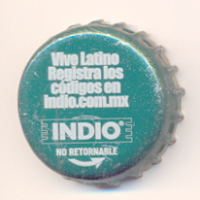 Vive Latino
Registra los
códigos en
Indio.com.mx
INDIO®
NO RETORNABLE